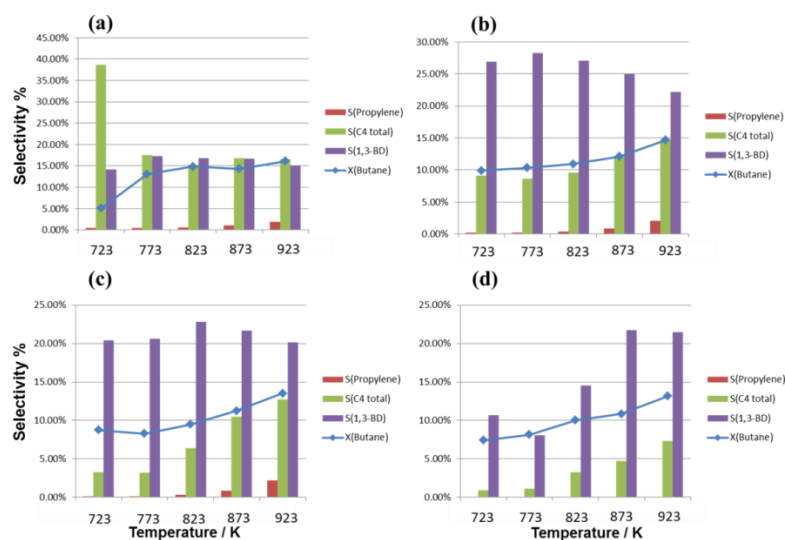 (a)
45.00%
40.00%
35.00%
30.00%
25.00%
20.00%
15.00%
10.00%
5.00%
0.00%
Selectivity %
723 773 823 873 923
S(Propylene)
S(C4 total)
S(1,3-BD)
X(Butane)
(b)
30.00%
25.00%
20.00%
15.00%
10.00%
5.00%
0.00%
723 773 823 873 923
S(Propylene)
S(C4 total)
S(1,3-BD)
X(Butane)
(c)
25.00%
20.00%
15.00%
10.00%
5.00%
0.00%
Selectivity %
723 773 823 873 923
Temperature / K
S(Propylene)
S(C4 total)
S(1,3-BD)
X(Butane)
(d)
25.00%
20.00%
15.00%
10.00%
5.00%
0.00%
723 773 823 873 923
Temperature / K
S(Propylene)
S(C4 total)
S(1,3-BD)
X(Butane)